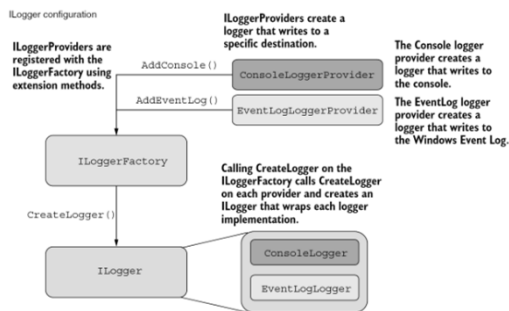 ILogger configuration
ILoggerProviders are
registered with the
ILoggerFactory using
extension methods.
ILoggerProviders create a
logger that writes to a
specific destination.
AddConsole()
ConsoleLoggerProvider
AddEventLog()
EventLogLoggerProvider
The Console logger
provider creates a
logger that writes to
the console.
The EventLog logger
provider creates a
logger that writes to
the Windows Event Log.
ILoggerFactory
Calling CreateLogger on the
ILoggerFactory calls CreateLogger
on each provider and creates an
ILogger that wraps each logger
implementation.
CreateLogger()
ILogger
ConsoleLogger
EventLogLogger